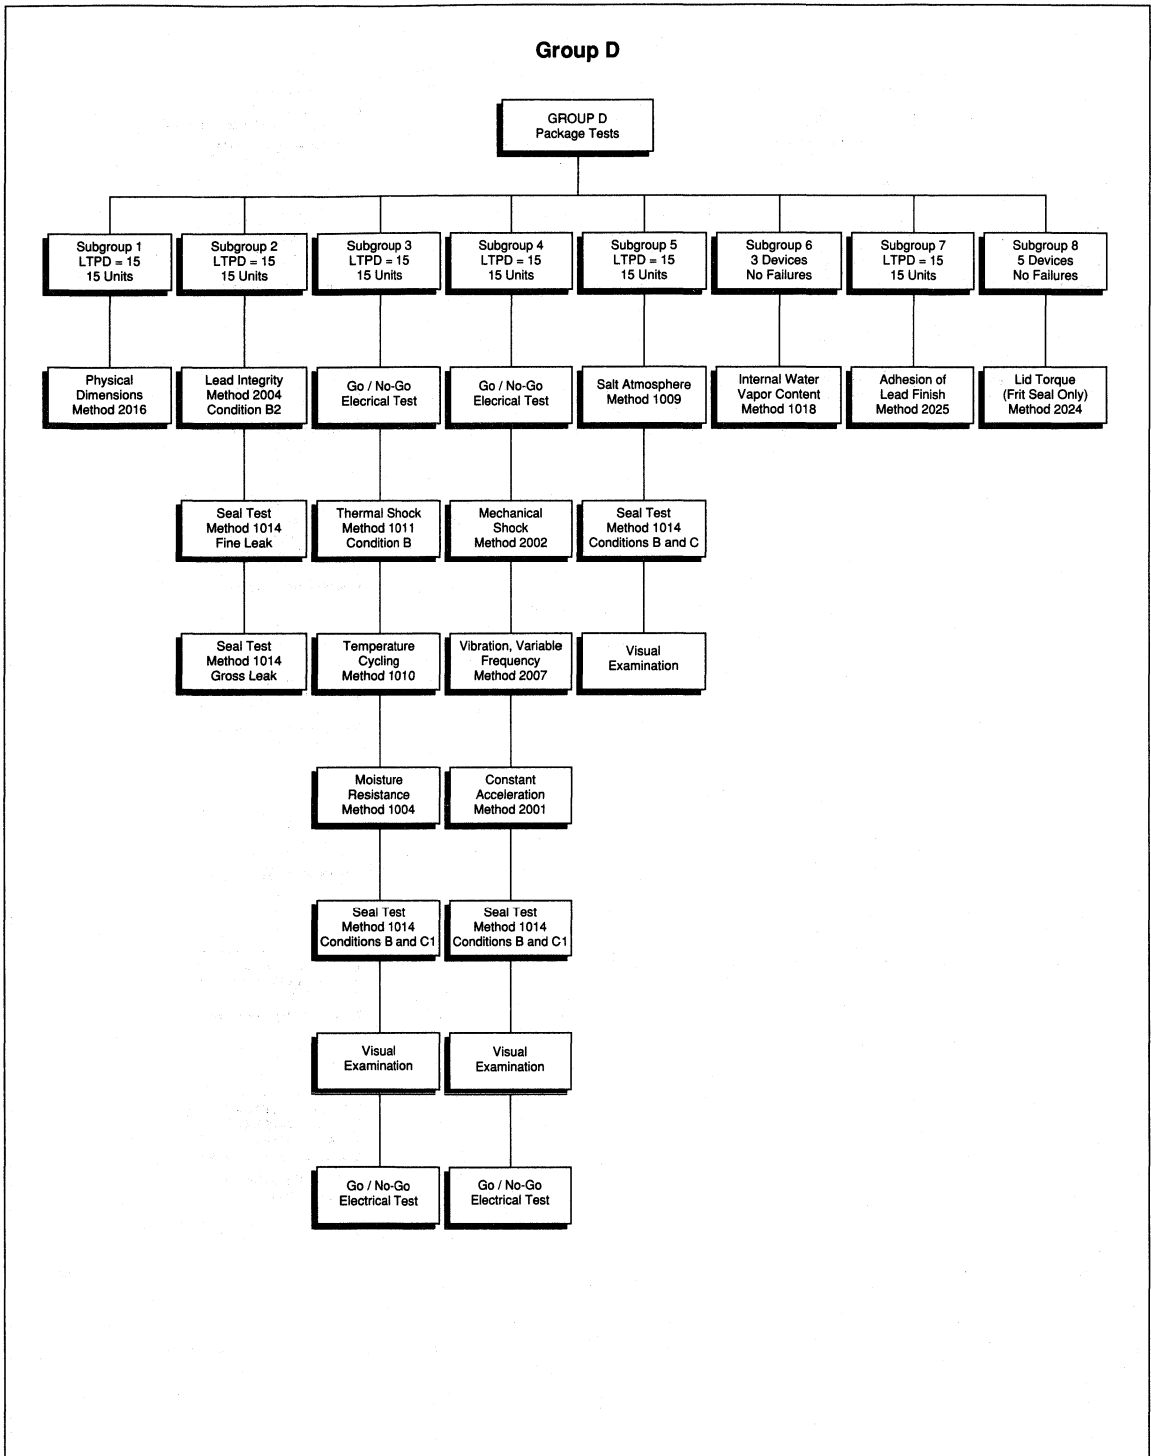 Group D
GROUP D
Package Tests
Subgroup 1
LTPD = 15
15 Units
Subgroup 2
LTPD = 15
15 Units
Subgroup 3
LTPD = 15
15 Units
Subgroup 4
LTPD = 15
15 Units
Subgroup 5
LTPD = 15
15 Units
Subgroup 6
3 Devices
No Failures
Subgroup 7
LTPD = 15
15 Units
Subgroup 8
5 Devices
No Failures
Physical
Dimensions
Method 2016
Lead Integrity
Method 2004
Condition B2
Go / No-Go
Elecrical Test
Go / No-Go
Elecrical Test
Salt Atmosphere
Method 1009
Internal Water
Vapor Content
Method 1018
Adhesion of
Lead Finish
Method 2025
Lid Torque
(Frit Seal Only)
Method 2024
Seal Test
Method 1014
Fine Leak
Thermal Shock
Method 1011
Condition B
Mechanical
Shock
Method 2002
Seal Test
Method 1014
Conditions B and C
Seal Test
Method 1014
Gross Leak
Temperature
Cycling
Method 1010
Vibration, Variable
Frequency
Method 2007
Visual
Examination
Moisture
Resistance
Method 1004
Constant
Acceleration
Method 2001
Seal Test
Method 1014
Conditions B and C1
Seal Test
Method 1014
Conditions B and C1
Visual
Examination
Visual
Examination
Go / No-Go
Electrical Test
Go / No-Go
Electrical Test